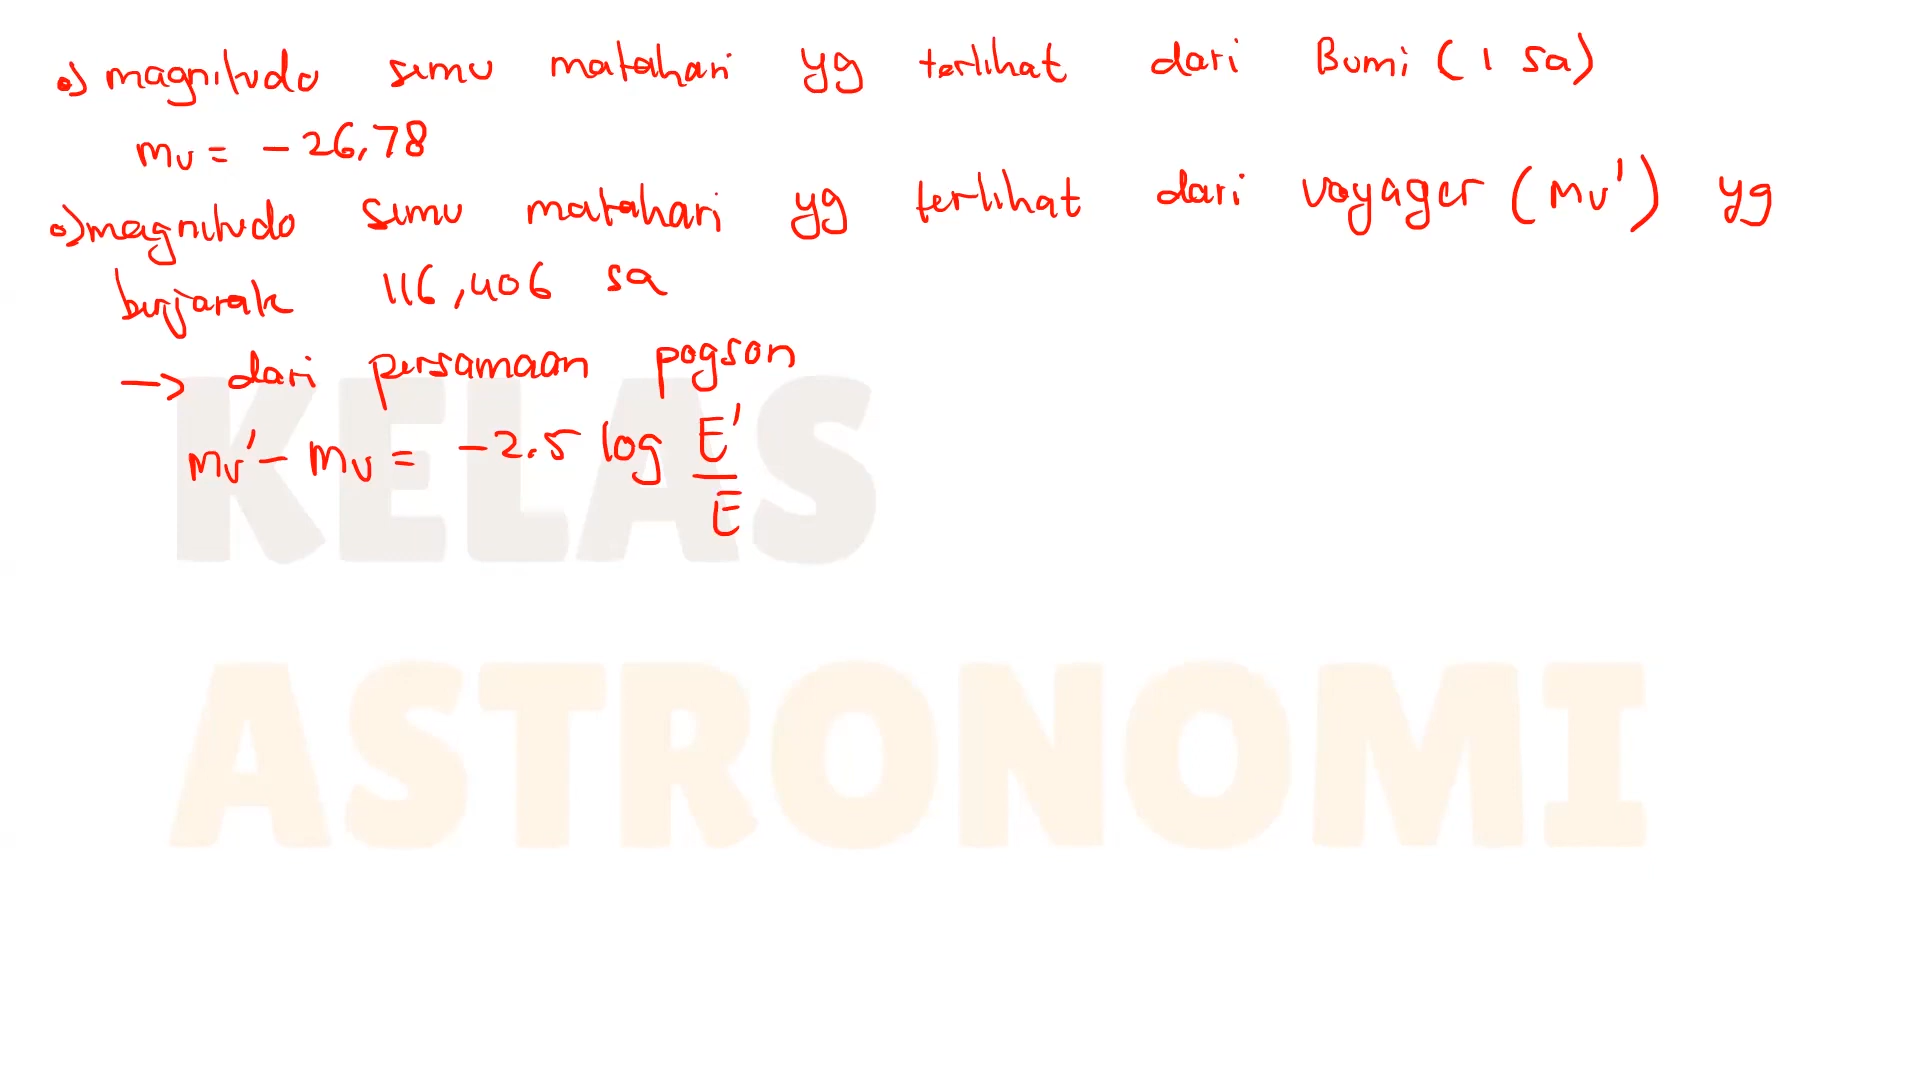 •) magnitudo semu matahari yg terlihat dari Bumi (1 sa)
mv = -26,78
•) magnitudo semu matahari yg terlihat dari voyager (mv') yg
berjarak 116,406 sa
→ dari persamaan pogson
mv' - mv = -2.5 log E'/E
KELAS
ASTRONOMI